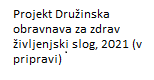 Projekt Družinska
obravnava za zdrav
življenjski slog, 2021 (v
pripravi)